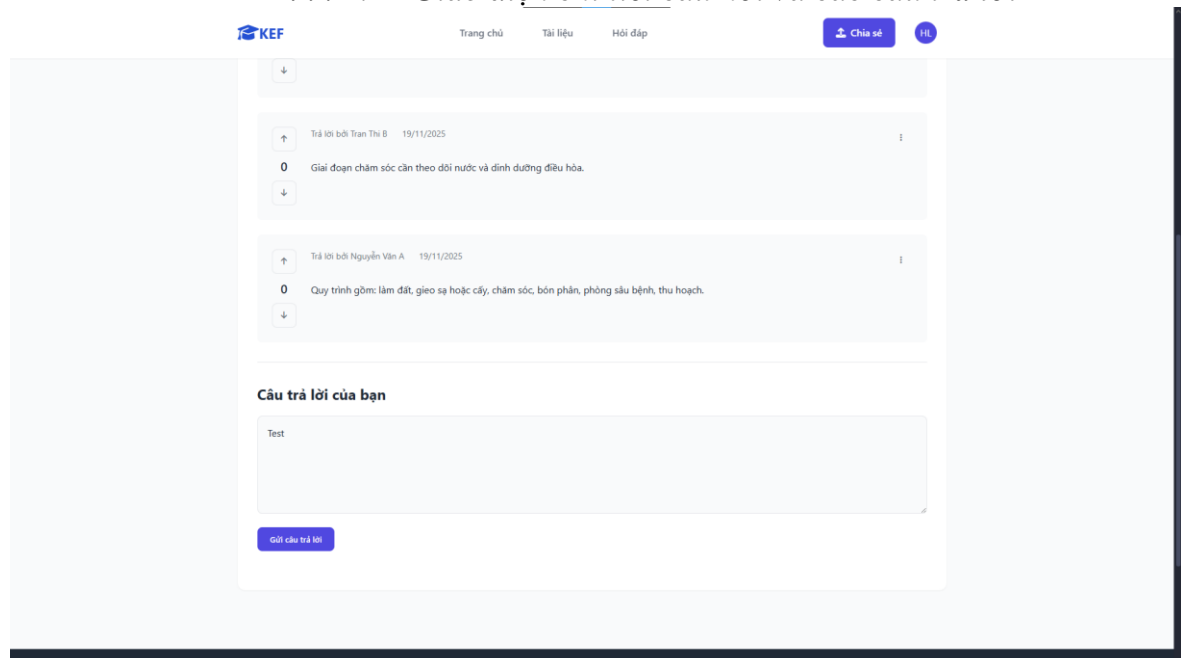 KEF
Trang chủ
Tài liệu
Hỏi đáp
Chia sẻ
HL
Trả lời bởi Tran Thi B 19/11/2025
0
Giai đoạn chăm sóc cần theo dõi nước và dinh dưỡng điều hòa.
Trả lời bởi Nguyễn Văn A 19/11/2025
0
Quy trình gồm: làm đất, gieo sạ hoặc cấy, chăm sóc, bón phân, phòng sâu bệnh, thu hoạch.
Câu trả lời của bạn
Test
Gửi câu trả lời